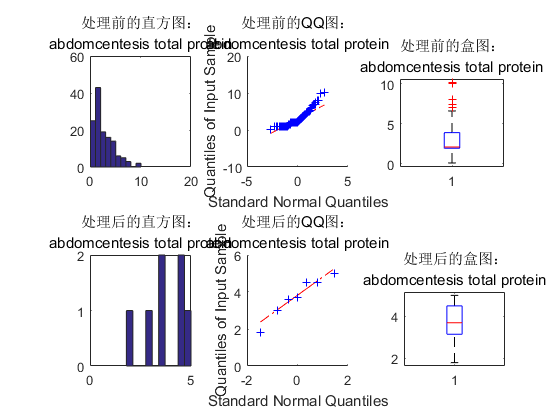 处理前的直方图：
abdomcentesis total protein
60
40
20
0
0
10
20
处理前的QQ图：
abdomcentesis total protein
Quantiles of Input Sample
20
10
0
-10
-5
0
5
Standard Normal Quantiles
处理前的盒图：
abdomcentesis total protein
10
5
0
1
处理后的直方图：
abdomcentesis total protein
2
1
0
0
5
处理后的QQ图：
abdomcentesis total protein
Quantiles of Input Sample
6
4
2
0
-2
0
2
Standard Normal Quantiles
处理后的盒图：
abdomcentesis total protein
4
2
1